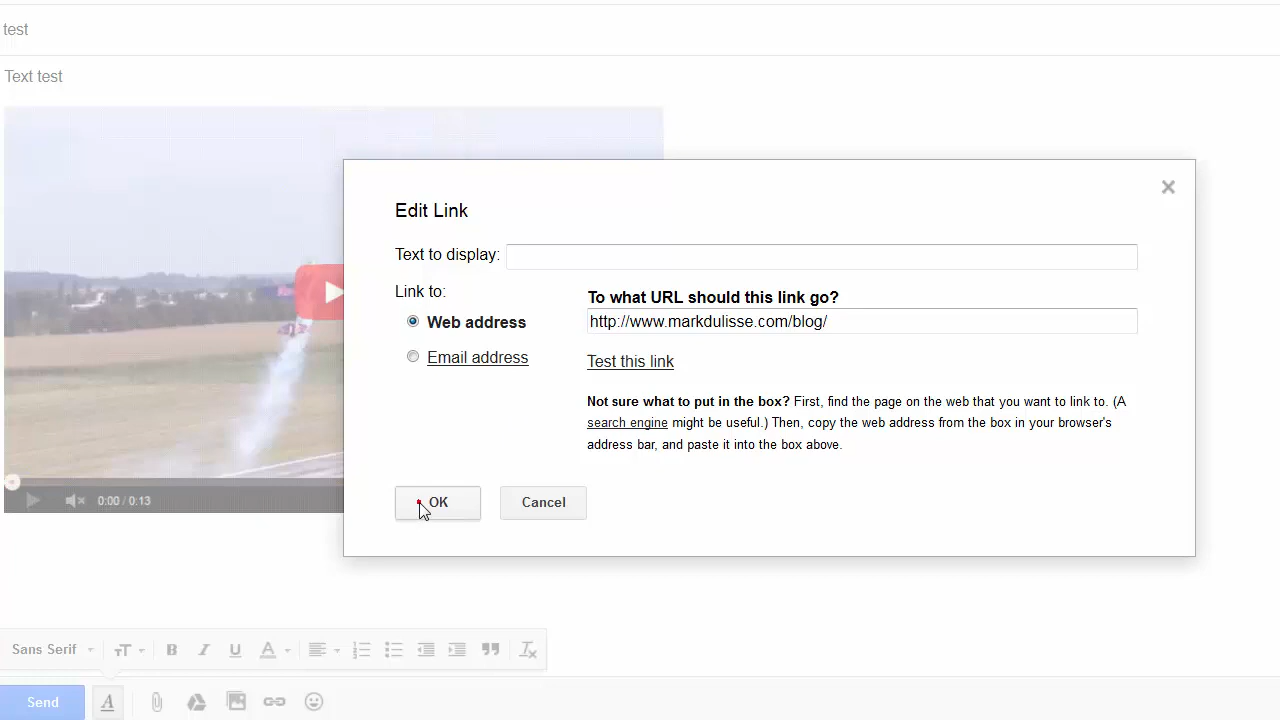 test
Text test
Edit Link
Text to display:
Link to:
To what URL should this link go?
Web address
http://www.markdulisse.com/blog/
Email address
Test this link
Not sure what to put in the box? First, find the page on the web that you want to link to. (A
search engine might be useful.) Then, copy the web address from the box in your browser's
address bar, and paste it into the box above.
0:00 / 0:13
OK
Cancel
Sans Serif
Send